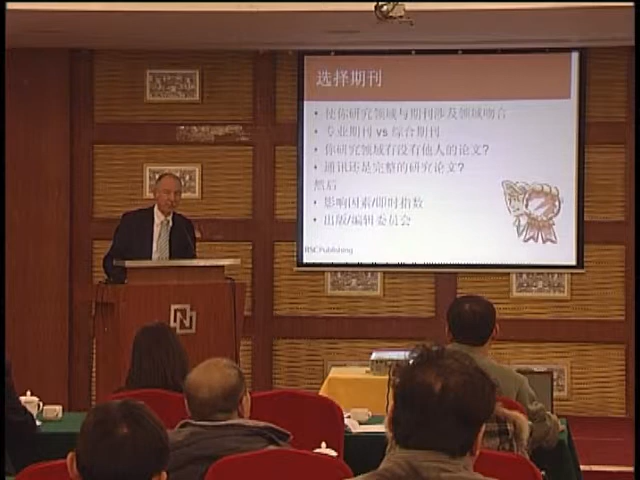 选择期刊
• 使你研究领域与期刊涉及领域吻合
• 专业期刊 vs 综合期刊
• 你研究领域有没有他人的论文?
• 通讯还是完整的研究论文?
然后
• 影响因素/即时指数
• 出版/编辑委员会
RSC Publishing
N